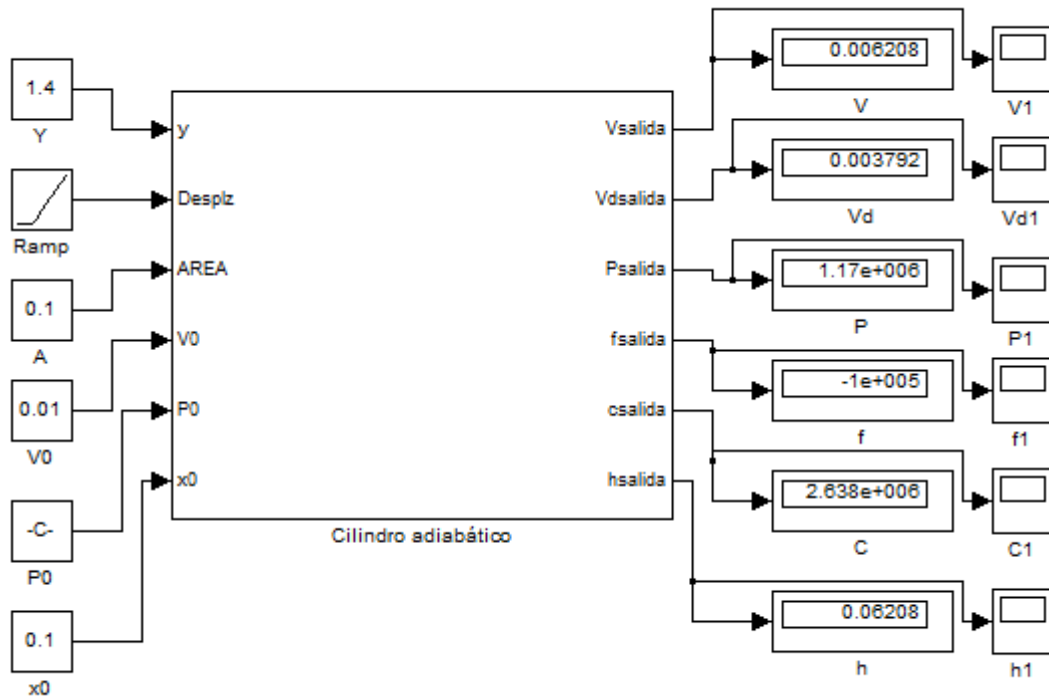 1.4
Y
Ramp
0.1
A
0.01
V0
-C-
P0
0.1
x0
y
Desplz
AREA
V0
P0
x0
Vsalida
Vdsalida
Psalida
fsalida
csalida
hsalida
Cilindro adiabático
0.006208
V
0.003792
Vd
1.17e+006
P
-1e+005
f
2.638e+006
C
0.06208
h
V1
Vd1
P1
f1
C1
h1